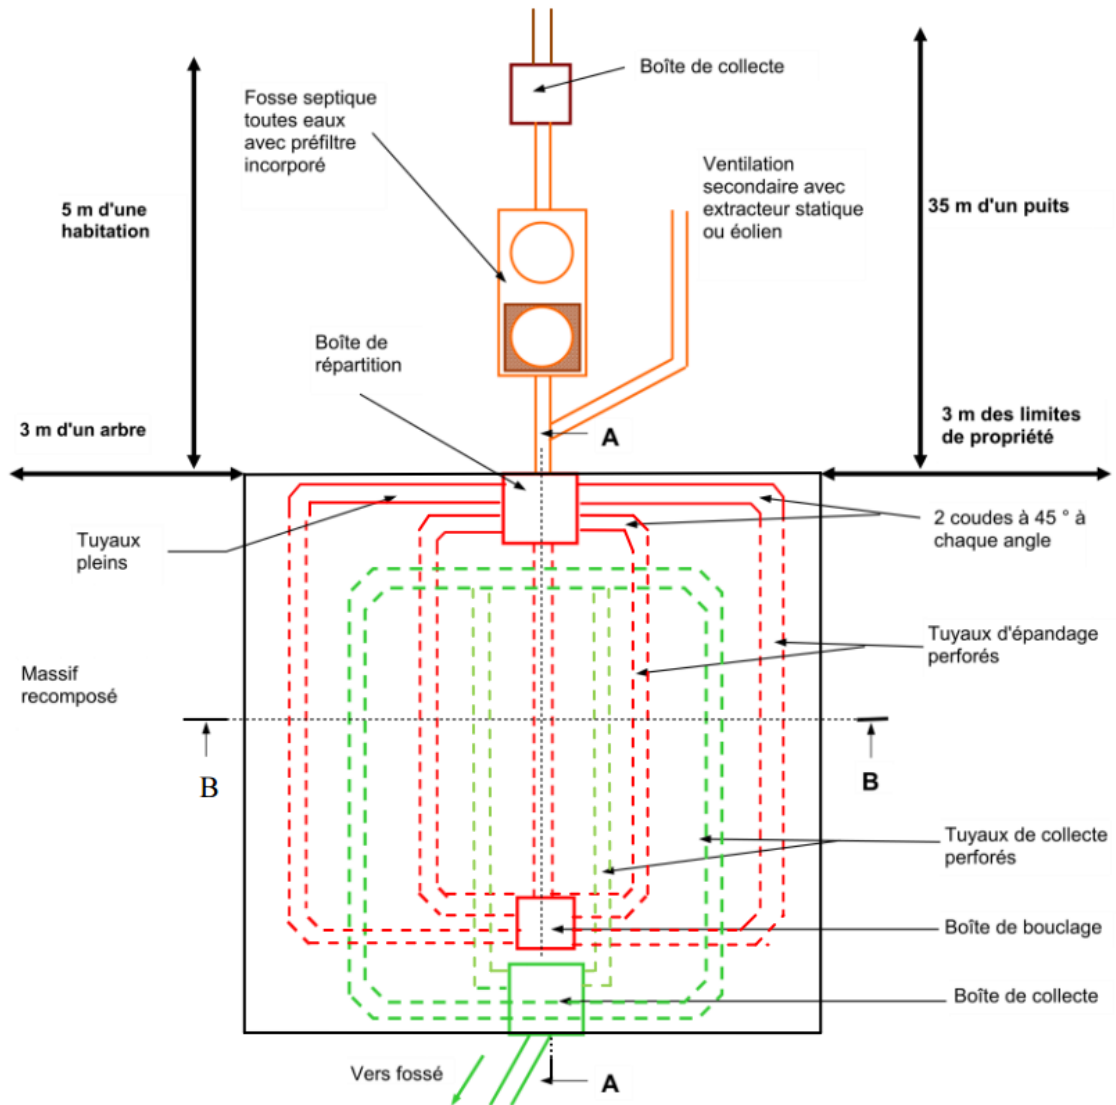 Boîte de collecte
Fosse septique
toutes eaux
avec préfiltre
incorporé
Ventilation
secondaire avec
extracteur statique
ou éolien
5 m d'une
habitation
35 m d'un puits
Boîte de
répartition
3 m d'un arbre
A
3 m des limites
de propriété
Tuyaux
pleins
2 coudes à 45 ° à
chaque angle
Tuyaux d'épandage
perforés
Massif
recomposé
B
B
Tuyaux de collecte
perforés
Boîte de bouclage
Boîte de collecte
Vers fossé
A